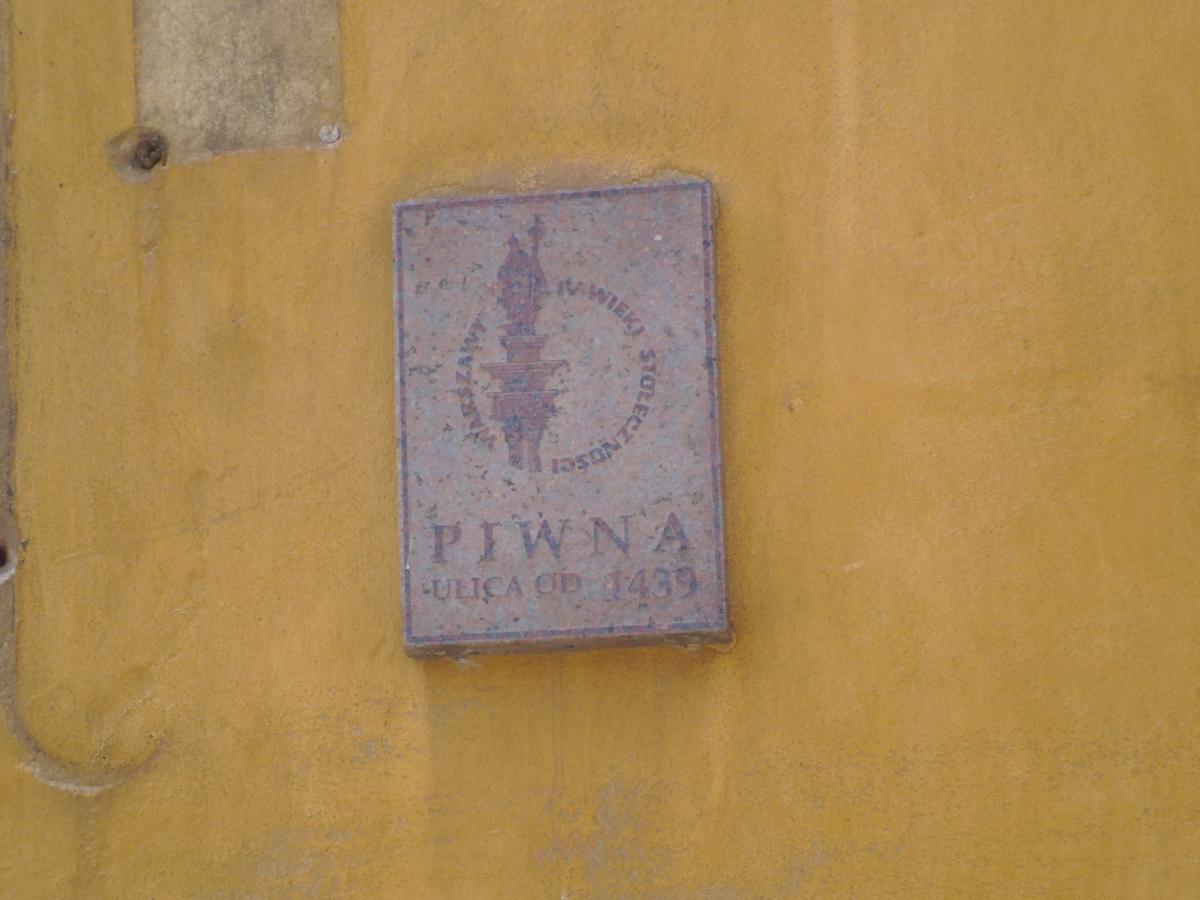 IV WIEKI STOŁECZNOŚCI WARSZAWY
PIWNA
ULICA OD 1439